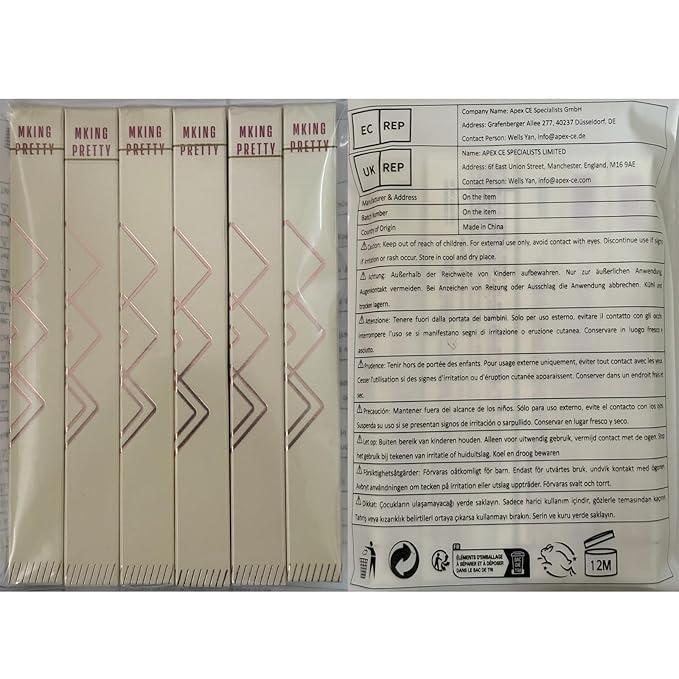 MKING
PRETTY
MKING
PRETTY
MKING
PRETTY
MKING
PRETTY
MKING
PRETTY
MKING
PRETTY
EC REP
Company Name: Apex CE Specialists GmbH
Address: Grafenberger Allee 277, 40237 Düsseldorf, DE
Contact Person: Wells Yan, info@apex-ce.de
UK REP
Name: APEX CE SPECIALISTS LIMITED
Address: 6f East Union Street, Manchester, England, M16 9AE
Contact Person: Wells Yan, info@apex-ce.com
Manufacturer & Address On the item
Batch Number On the item
Country of Origin Made in China
Caution: Keep out of reach of children. For external use only, avoid contact with eyes. Discontinue use if signs
if irritation or rash occur. Store in cool and dry place.
Achtung: Außerhalb der Reichweite von Kindern aufbewahren. Nur zur äußerlichen Anwendung.
Augenkontakt vermeiden. Bei Anzeichen von Reizung oder Ausschlag die Anwendung abbrechen. Kühl und
trocken lagern.
Attenzione: Tenere fuori dalla portata dei bambini. Solo per uso esterno, evitare il contatto con gli occhi
interrompere l'uso se si manifestano segni di irritazione o eruzione cutanea. Conservare in luogo fresco e
asciutto.
Prudence: Tenir hors de portée des enfants. Pour usage externe uniquement, éviter tout contact avec les yeux
Cesser l'utilisation si des signes d'irritation ou d'éruption cutanée apparaissent. Conserver dans un endroit frais et
sec.
Precaución: Mantener fuera del alcance de los niños. Sólo para uso externo, evite el contacto con los ojos
Suspenda su uso si se presentan signos de irritación o sarpullido. Conservar en lugar fresco y seco.
Let op: Buiten bereik van kinderen houden. Alleen voor uitwendig gebruik, vermijd contact met de ogen. Stop
het gebruik bij tekenen van irritatie of huiduitslag. Koel en droog bewaren
Försiktighetsåtgärder: Förvaras oåtkomligt för barn. Endast för utvärtes bruk, undvik kontakt med ögonen
Avbryt användningen om tecken på irritation eller utslag uppträder. Förvaras svalt och torrt.
Dikkat: Çocukların ulaşamayacağı yerde saklayın. Sadece harici kullanım içindir, gözlerle temasından kaçının
Tahriş veya kızarıklık belirtileri ortaya çıkarsa kullanmayı bırakın. Serin ve kuru yerde saklayın.
FR
ÉLÉMENTS D'EMBALLAGE
À SÉPARER ET À DÉPOSER
DANS LE BAC DE TRI
BAC
DE
TRI
12M